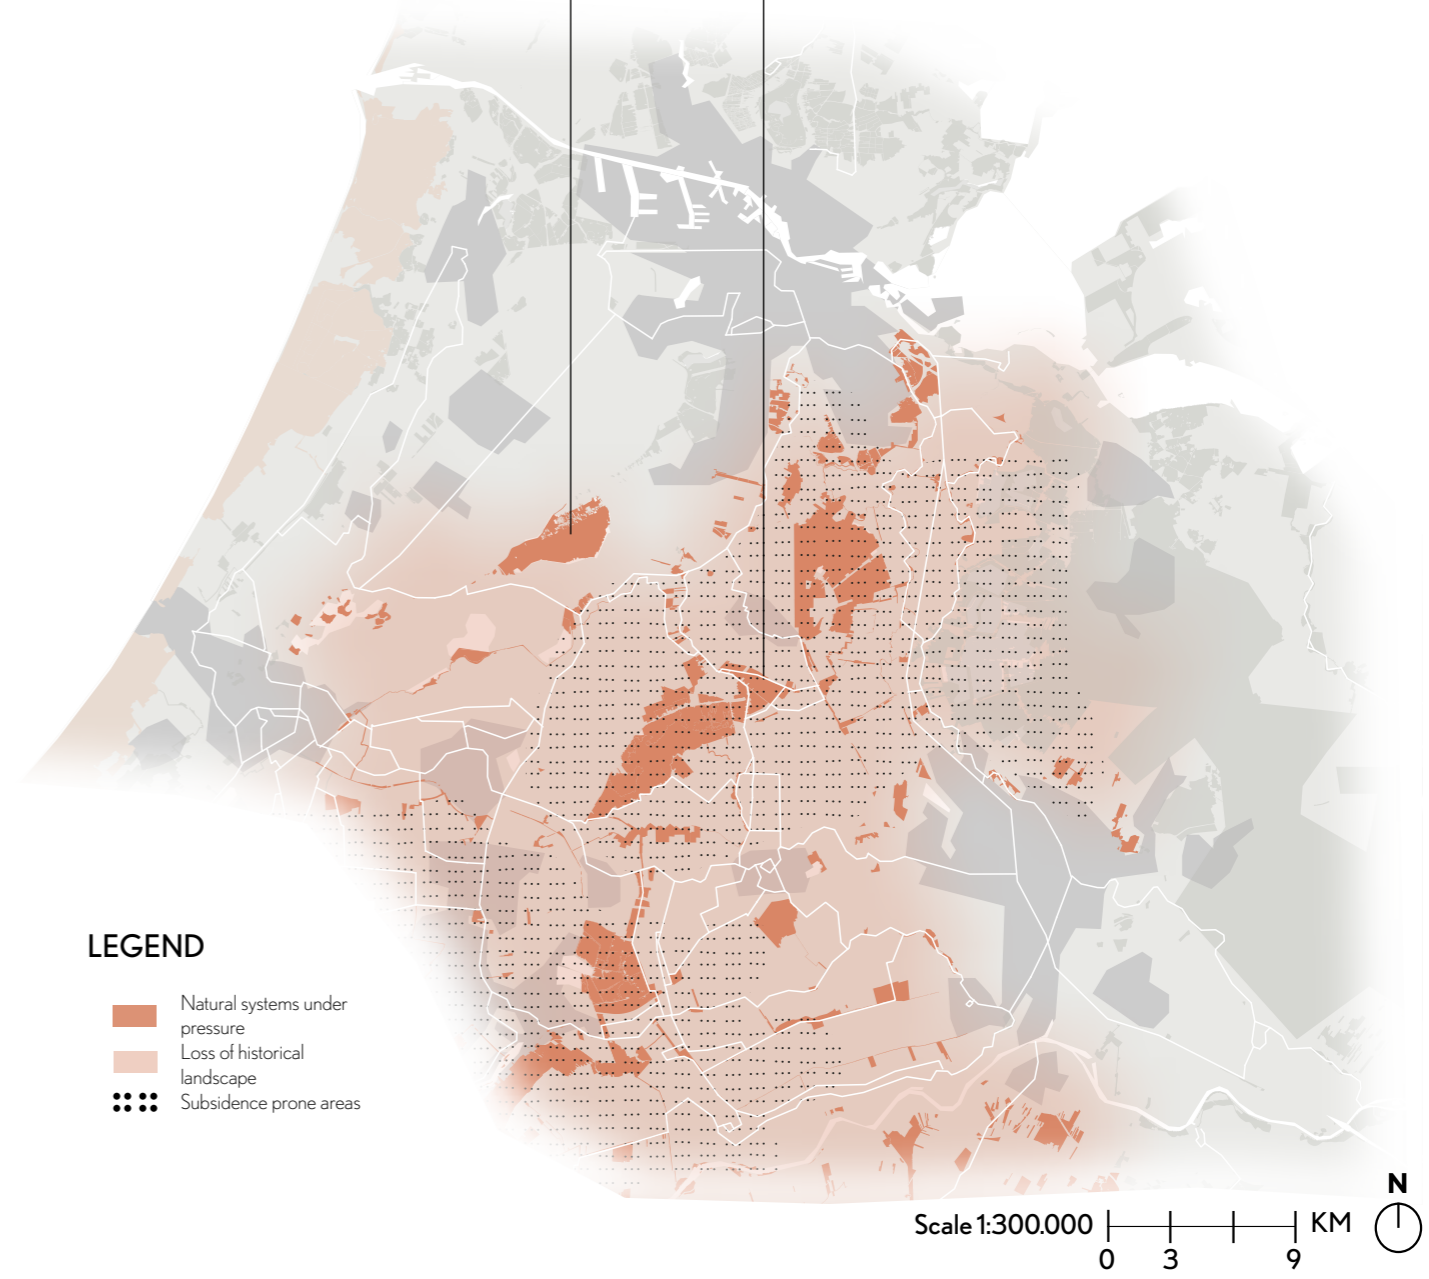 LEGEND
Natural systems under
pressure
Loss of historical
landscape
Subsidence prone areas
N
Scale 1:300.000
KM
0 3 9